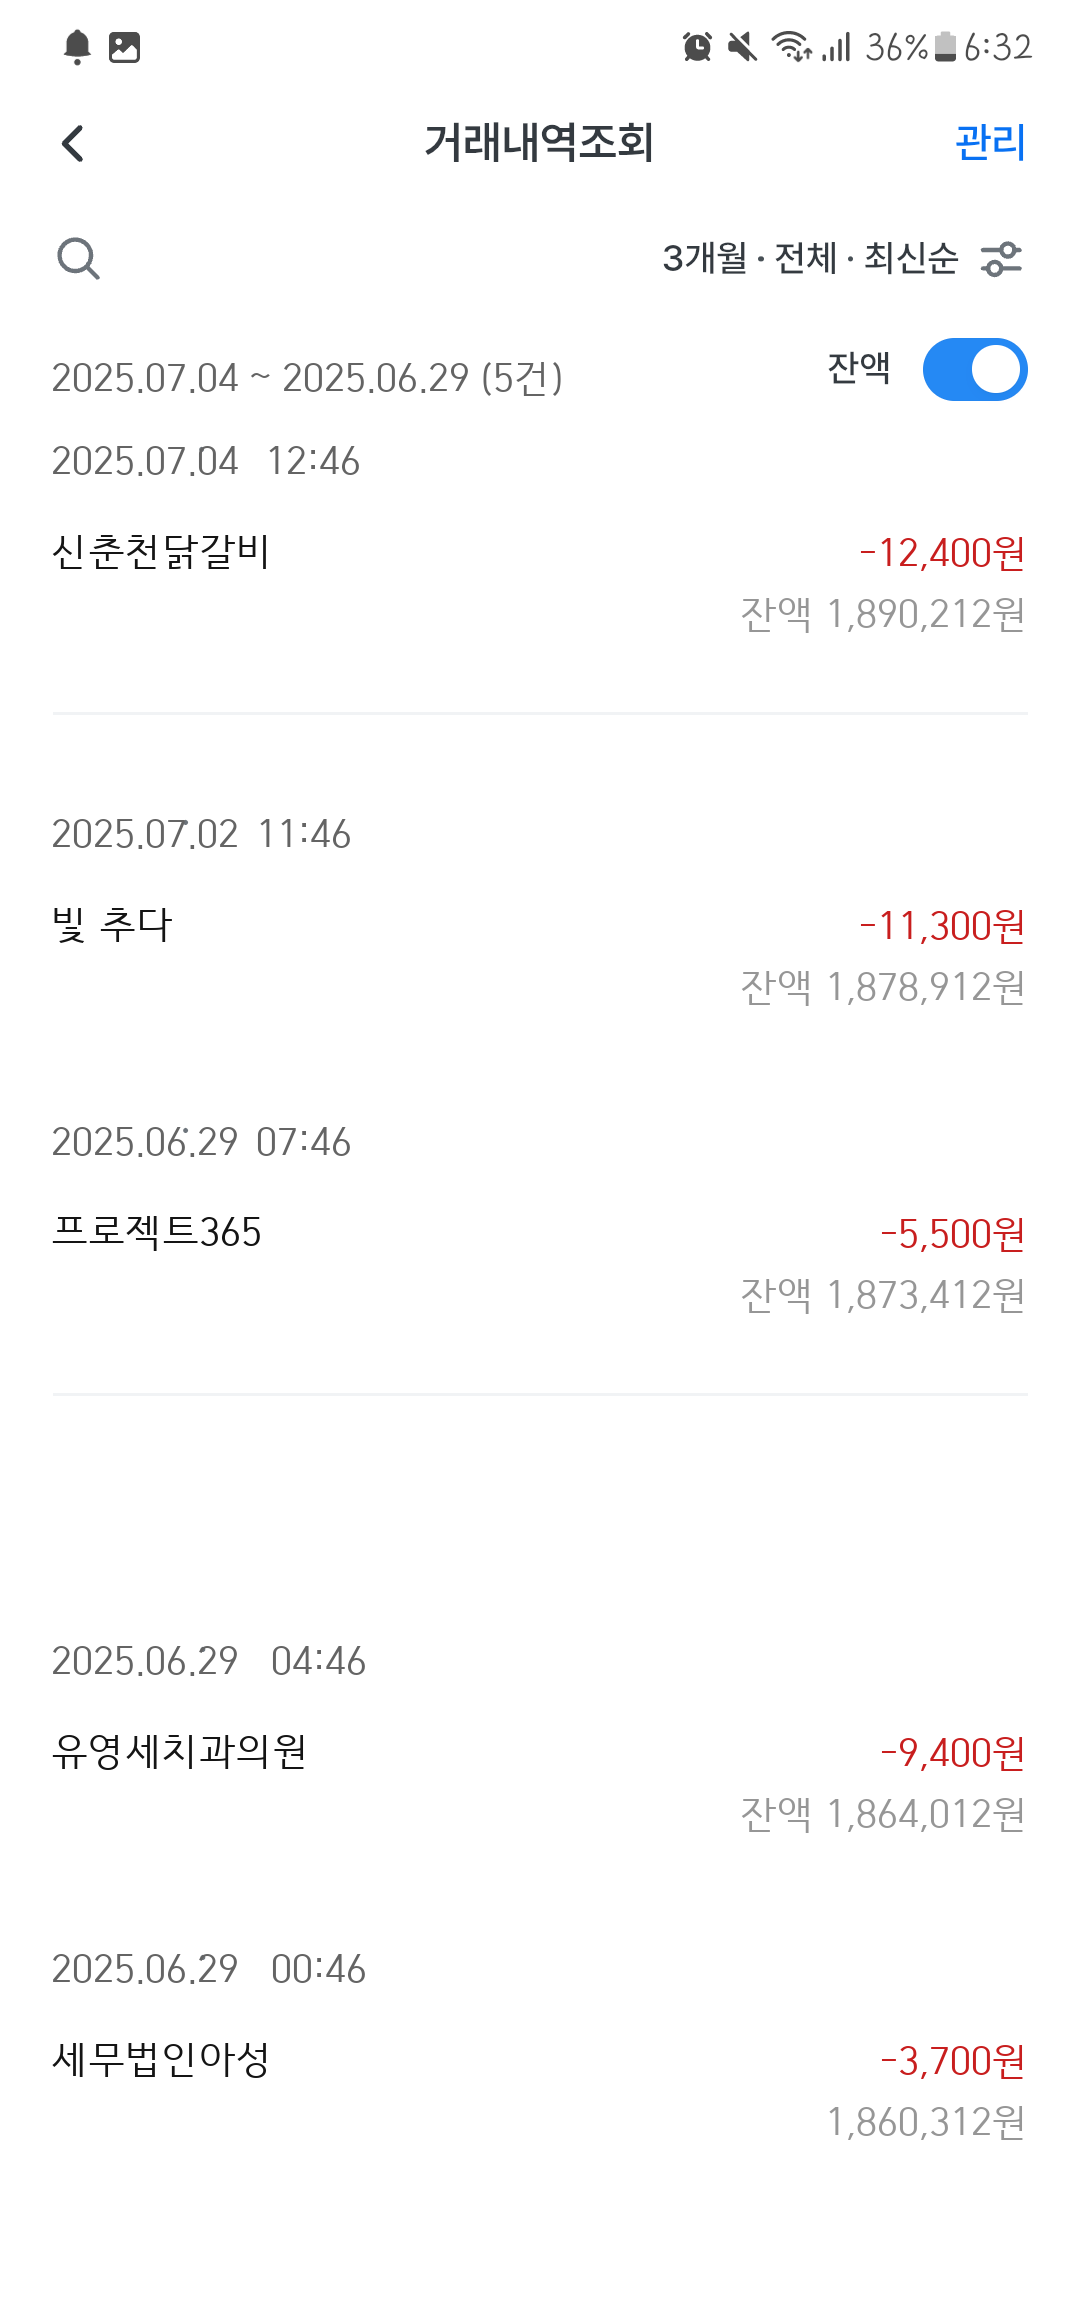 36% 6:32
거래내역조회 관리
3개월 · 전체 · 최신순
2025.07.04 ~ 2025.06.29 (5건) 잔액
2025.07.04 12:46
신춘천닭갈비 -12,400원
잔액 1,890,212원
2025.07.02 11:46
빛 추다 -11,300원
잔액 1,878,912원
2025.06.29 07:46
프로젝트365 -5,500원
잔액 1,873,412원
2025.06.29 04:46
유영세치과의원 -9,400원
잔액 1,864,012원
2025.06.29 00:46
세무법인아성 -3,700원
1,860,312원